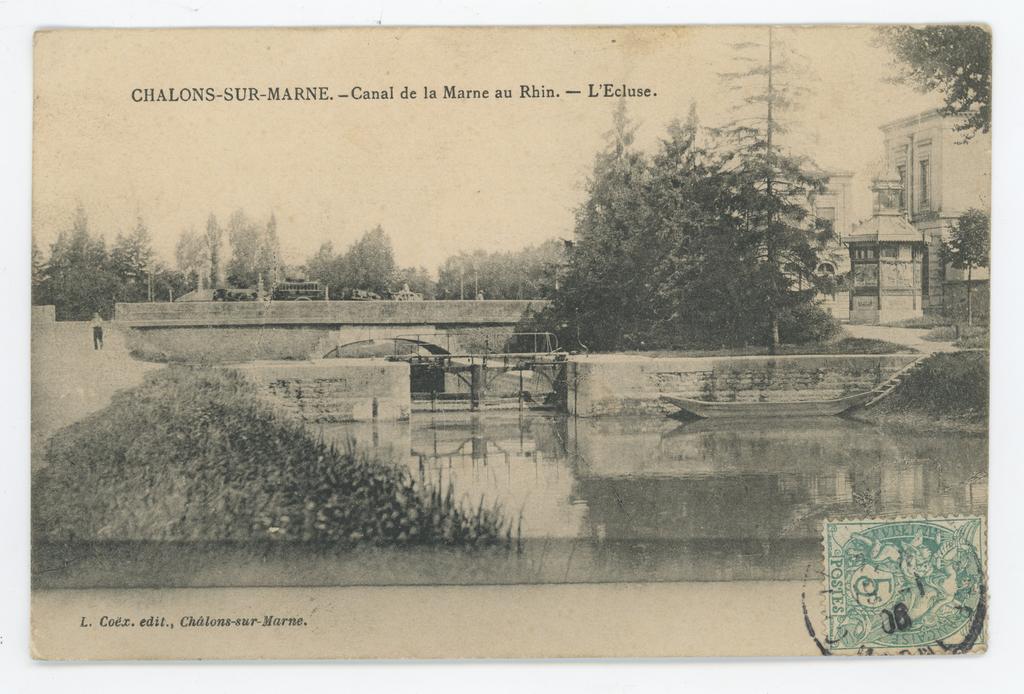 CHALONS-SUR-MARNE. – Canal de la Marne au Rhin. — L'Ecluse.
L. Coëx. edit., Châlons-sur-Marne.
POSTES
5
06